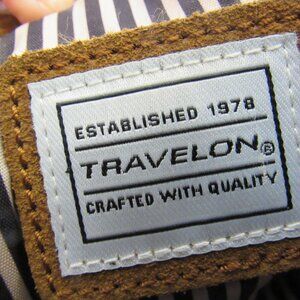 ESTABLISHED 1978
TRAVELON®
CRAFTED WITH QUALITY